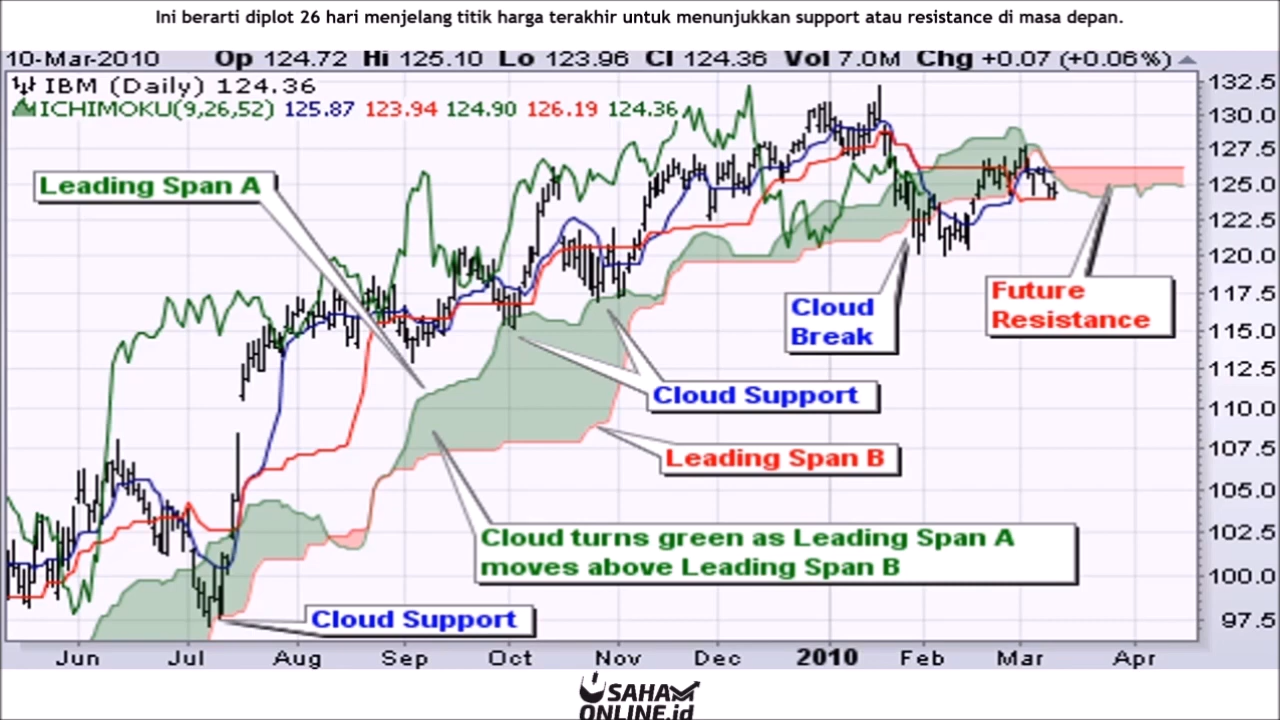 Ini berarti diplot 26 hari menjelang titik harga terakhir untuk menunjukkan support atau resistance di masa depan.
10-Mar-2010 Op 124.72 Hi 125.10 Lo 123.96 Cl 124.36 Vol 7.0M Chg +0.07 (+0.06%)
IBM (Daily) 124.36
ICHIMOKU(9,26,52) 125.87 123.94 124.90 126.19 124.36
132.5
130.0
127.5
125.0
122.5
120.0
117.5
115.0
112.5
110.0
107.5
105.0
102.5
100.0
97.5
Leading Span A
Cloud
Break
Future
Resistance
Cloud Support
Leading Span B
Cloud turns green as Leading Span A
moves above Leading Span B
Cloud Support
Jun Jul Aug Sep Oct Nov Dec 2010 Feb Mar Apr
SAHAM
ONLINE.id